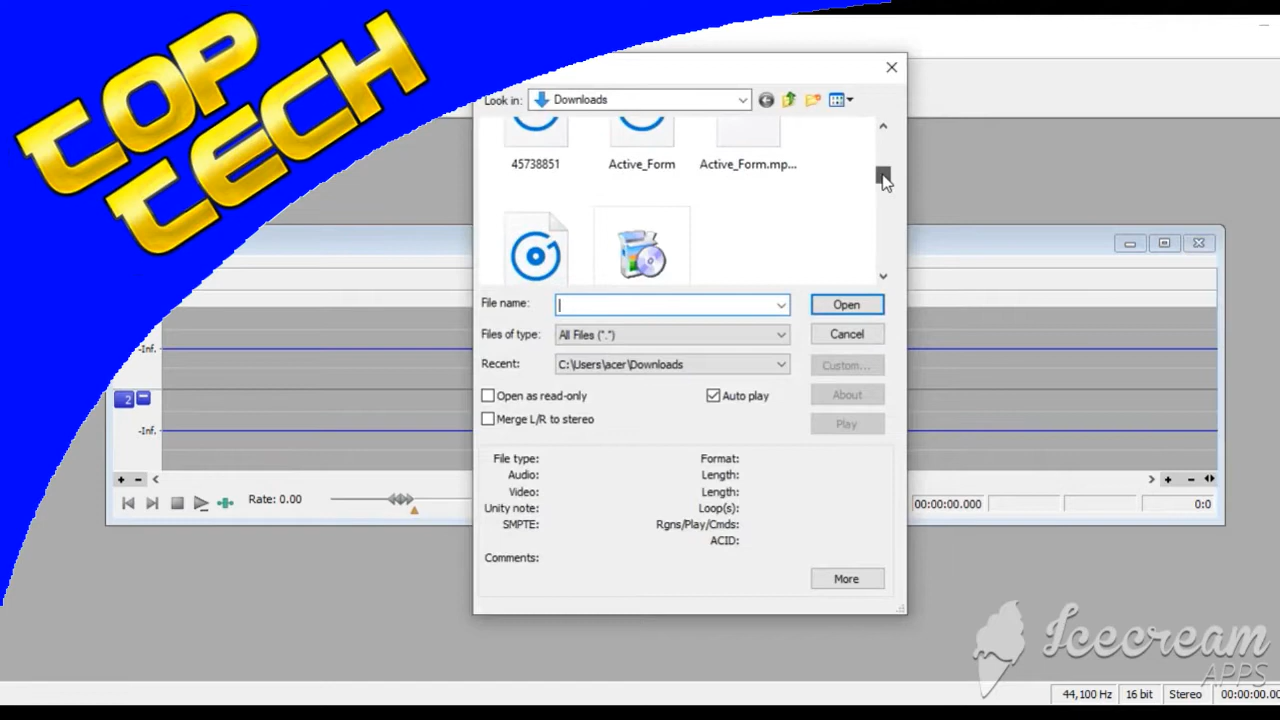 TOP
TECH
Look in: Downloads
45738851
Active_Form
Active_Form.mp...
File name:
Open
Files of type: All Files (*.*)
Cancel
Recent: C:\Users\acer\Downloads
Custom...
Open as read-only
Auto play
About
Merge L/R to stereo
Play
File type:
Format:
Audio:
Length:
Video:
Length:
Unity note:
Loop(s):
SMPTE:
Rgns/Play/Cmds:
ACID:
Comments:
More
-Inf.
2
-Inf.
Rate: 0.00
00:00:00.000
0:0
Icecream
APPS
44,100 Hz 16 bit Stereo 00:00:00.00